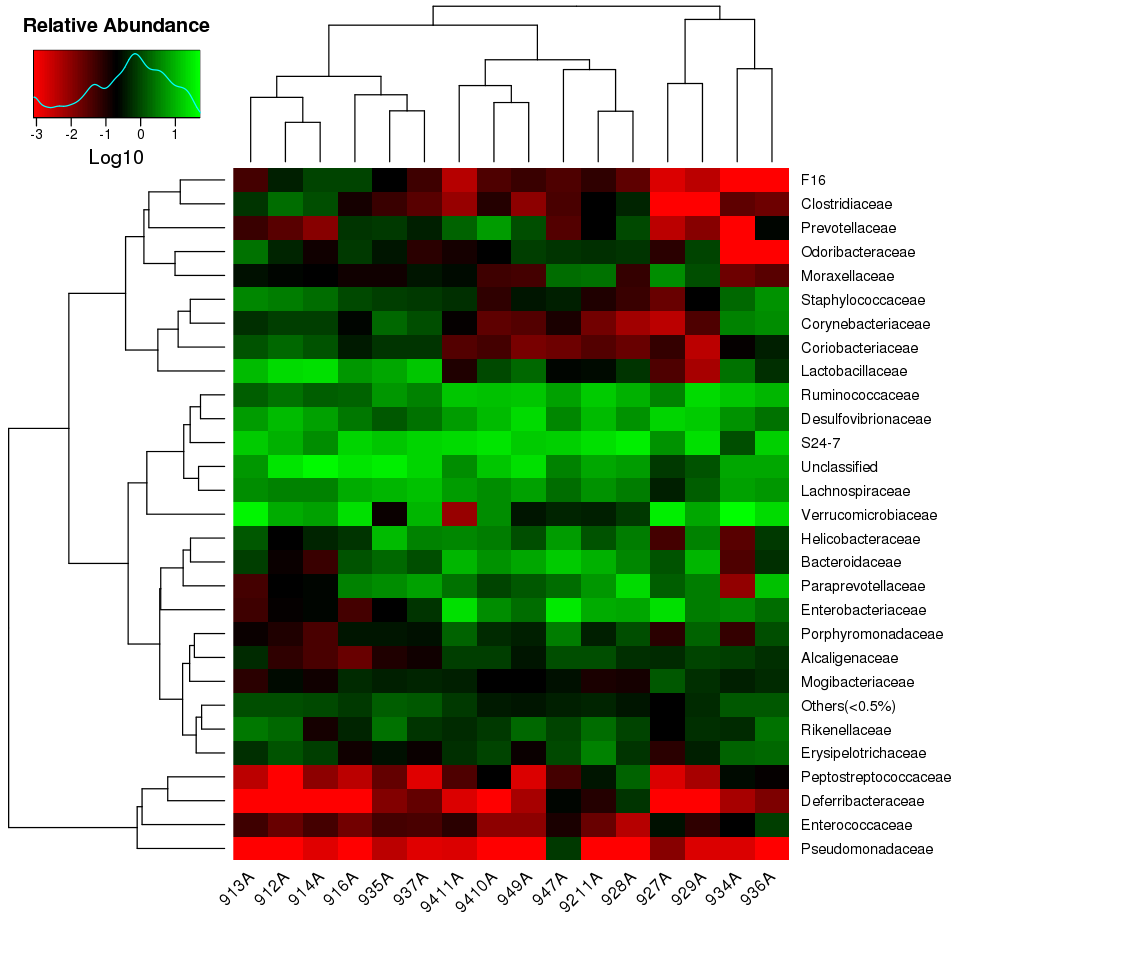 Relative Abundance
-3 -2 -1 0 1
Log10
F16
Clostridiaceae
Prevotellaceae
Odoribacteraceae
Moraxellaceae
Staphylococcaceae
Corynebacteriaceae
Coriobacteriaceae
Lactobacillaceae
Ruminococcaceae
Desulfovibrionaceae
S24-7
Unclassified
Lachnospiraceae
Verrucomicrobiaceae
Helicobacteraceae
Bacteroidaceae
Paraprevotellaceae
Enterobacteriaceae
Porphyromonadaceae
Alcaligenaceae
Mogibacteriaceae
Others(<0.5%)
Rikenellaceae
Erysipelotrichaceae
Peptostreptococcaceae
Deferribacteraceae
Enterococcaceae
Pseudomonadaceae
913A 912A 914A 916A 935A 937A 9411A 9410A 949A 947A 9211A 928A 927A 929A 934A 936A